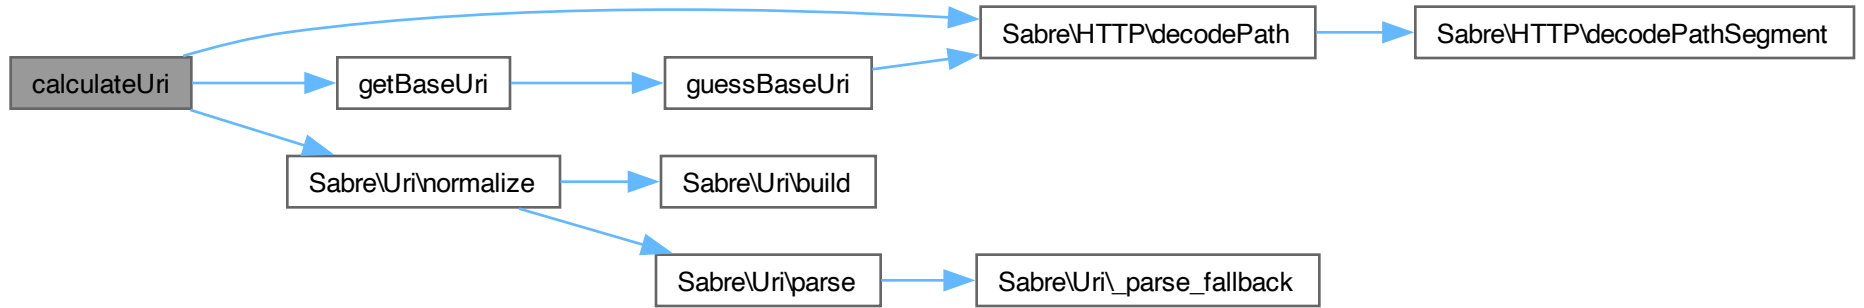 calculateUri
getBaseUri
guessBaseUri
Sabre\HTTP\decodePath
Sabre\HTTP\decodePathSegment
Sabre\Uri\normalize
Sabre\Uri\build
Sabre\Uri\parse
Sabre\Uri\_parse_fallback